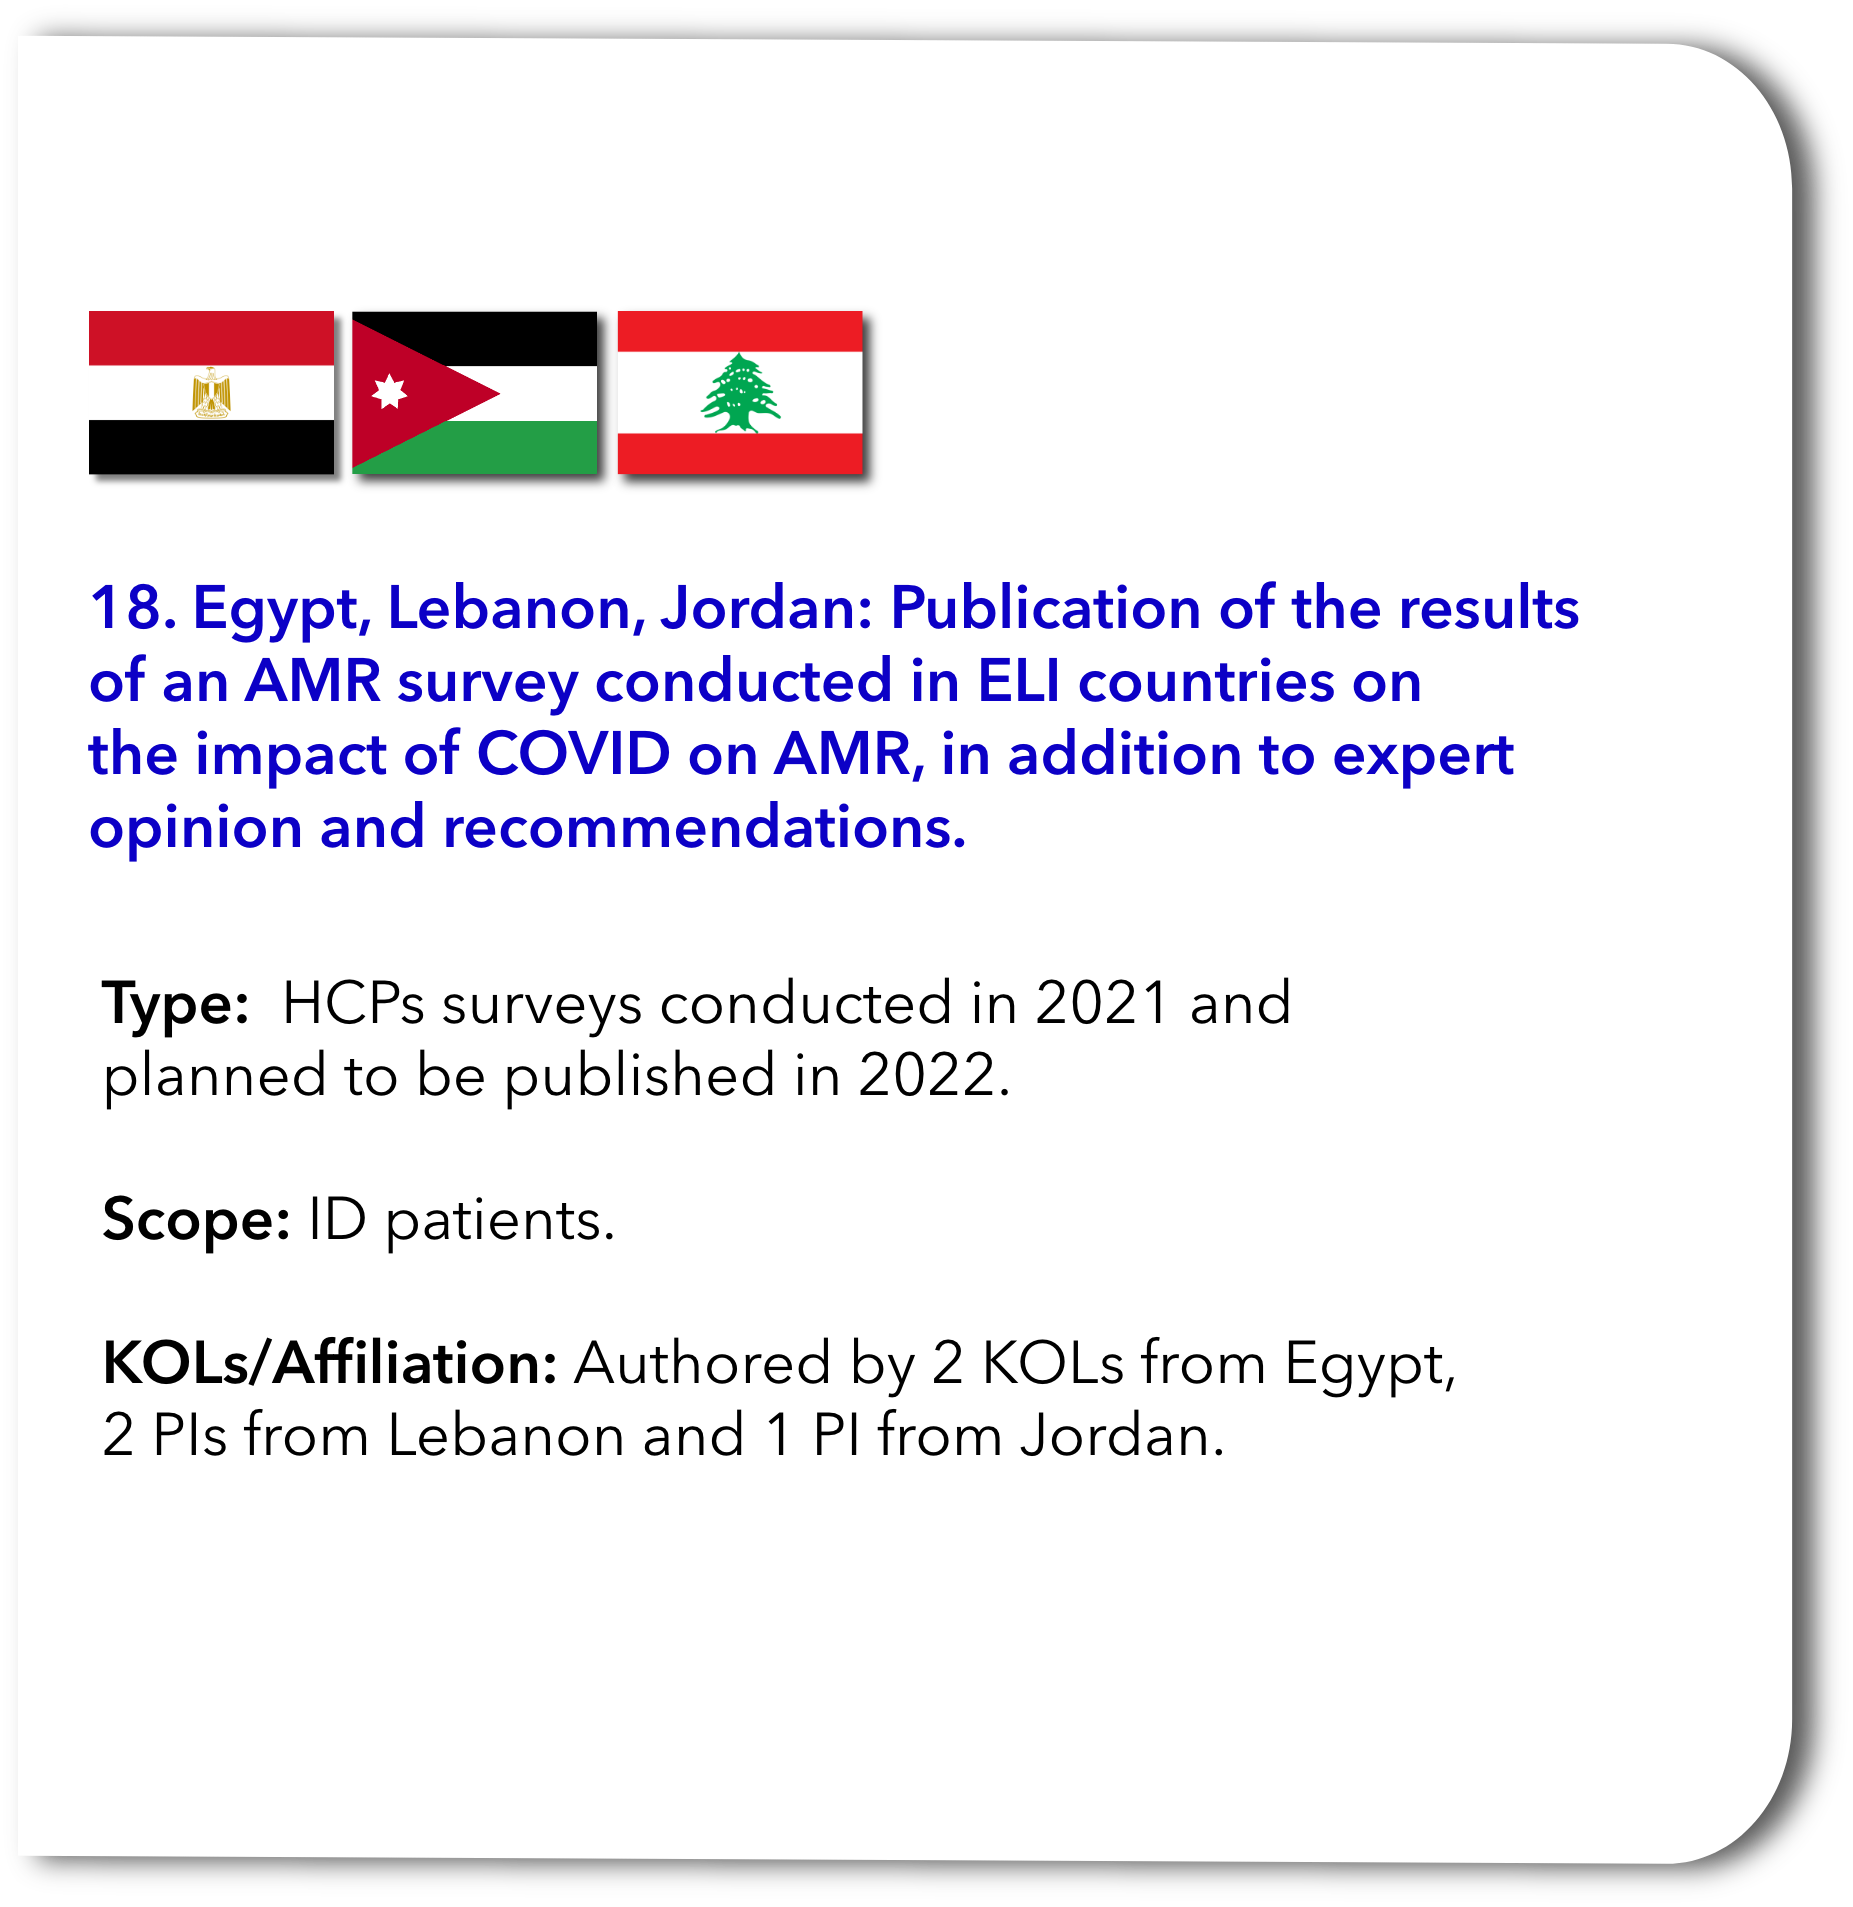 18. Egypt, Lebanon, Jordan: Publication of the results
of an AMR survey conducted in ELI countries on
the impact of COVID on AMR, in addition to expert
opinion and recommendations.
Type:  HCPs surveys conducted in 2021 and
planned to be published in 2022.
Scope: ID patients.
KOLs/Affiliation: Authored by 2 KOLs from Egypt,
2 PIs from Lebanon and 1 PI from Jordan.